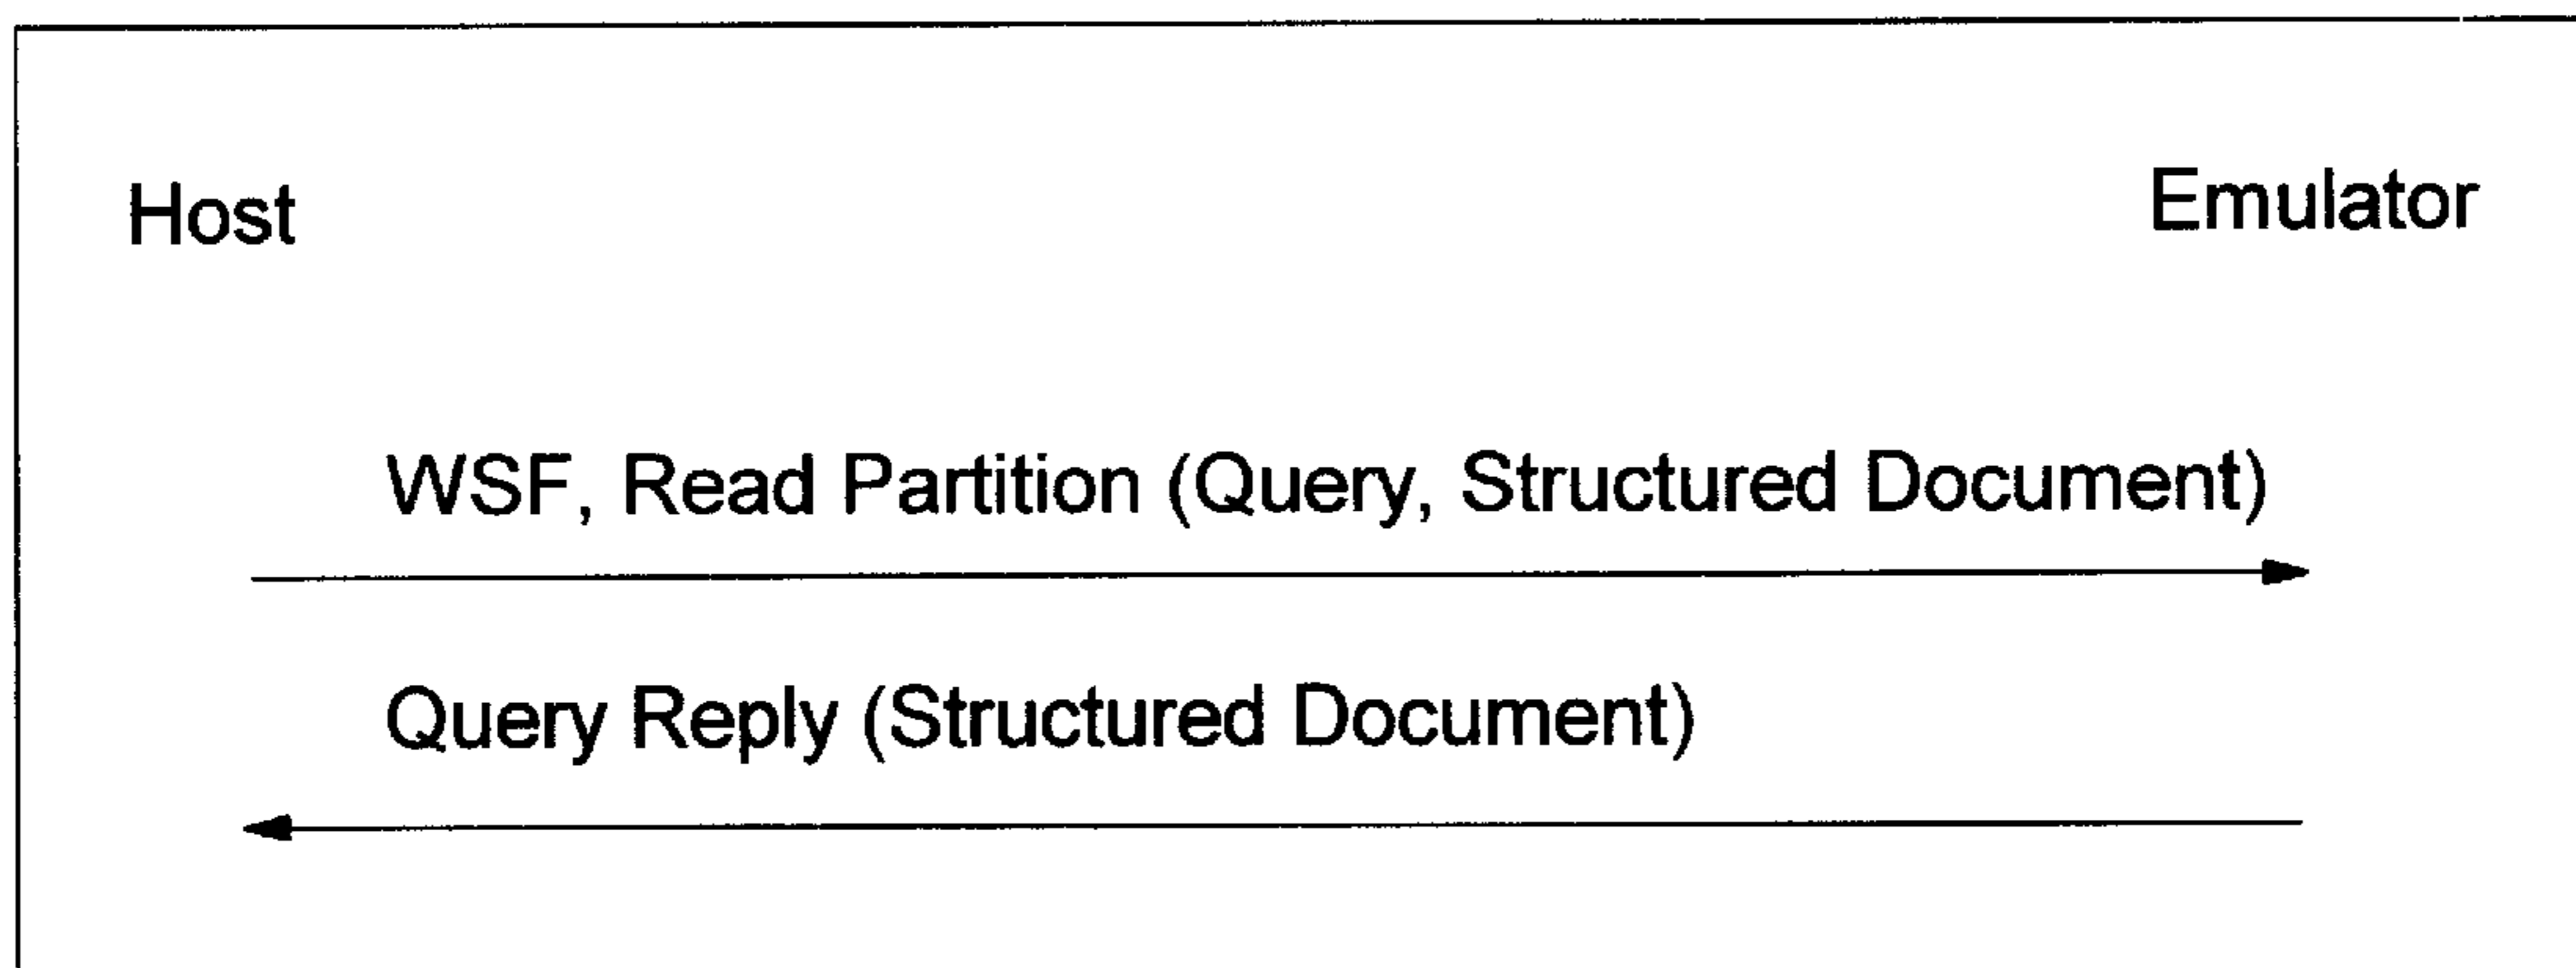 Host Emulator
WSF, Read Partition (Query, Structured Document)
Query Reply (Structured Document)